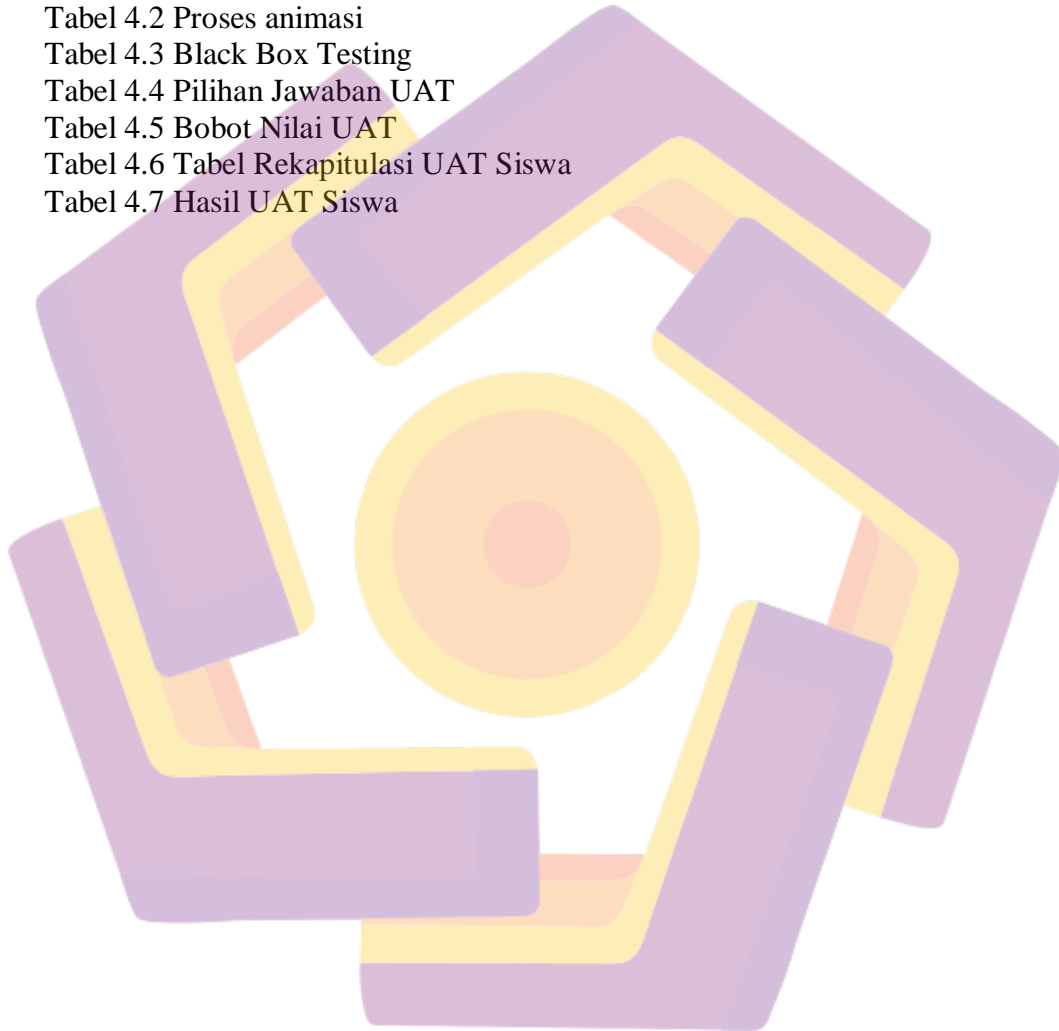 Tabel 4.2 Proses animasi
Tabel 4.3 Black Box Testing
Tabel 4.4 Pilihan Jawaban UAT
Tabel 4.5 Bobot Nilai UAT
Tabel 4.6 Tabel Rekapitulasi UAT Siswa
Tabel 4.7 Hasil UAT Siswa